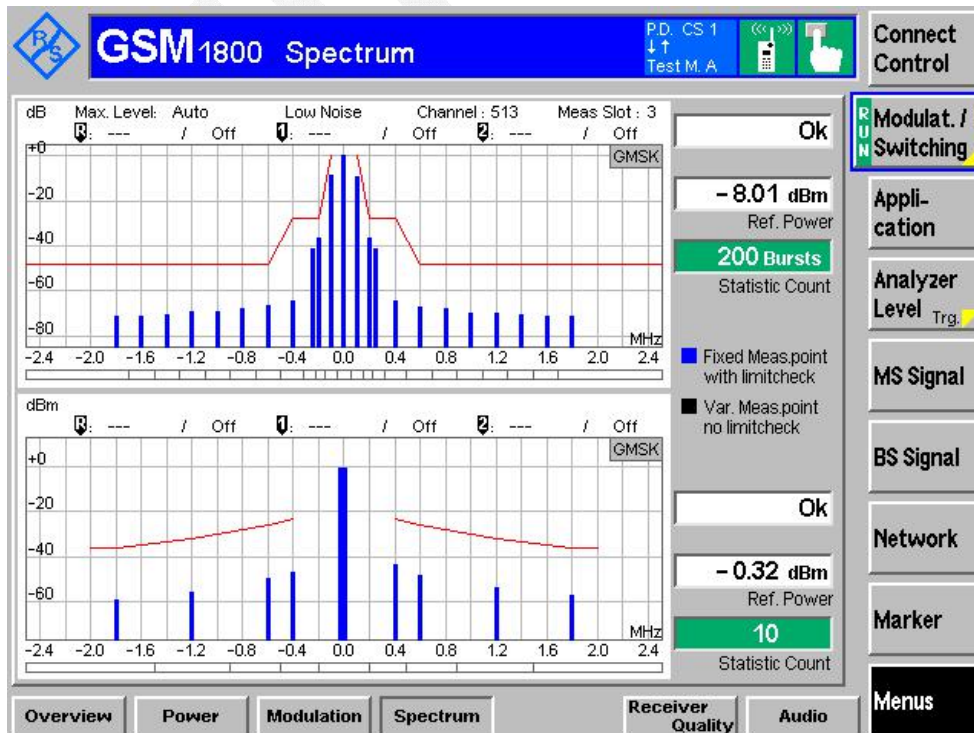 R/S
GSM 1800 Spectrum
P.D. CS 1
↓↑
Test M. A
Connect
Control
dB Max. Level: Auto Low Noise Channel : 513 Meas Slot : 3
R: --- / Off 1: --- / Off 2: --- / Off
GMSK
+0
-20
-40
-60
-80
MHz
-2.4 -2.0 -1.6 -1.2 -0.8 -0.4 0.0 0.4 0.8 1.2 1.6 2.0 2.4
Ok
-8.01 dBm
Ref. Power
200 Bursts
Statistic Count
Fixed Meas.point
with limitcheck
Var. Meas.point
no limitcheck
dBm
R: --- / Off 1: --- / Off 2: --- / Off
GMSK
+0
-20
-40
-60
MHz
-2.4 -2.0 -1.6 -1.2 -0.8 -0.4 0.0 0.4 0.8 1.2 1.6 2.0 2.4
Ok
-0.32 dBm
Ref. Power
10
Statistic Count
RUN
Modulat. /
Switching
Appli-
cation
Analyzer
Level Trg.
MS Signal
BS Signal
Network
Marker
Menus
Overview
Power
Modulation
Spectrum
Receiver
Quality
Audio